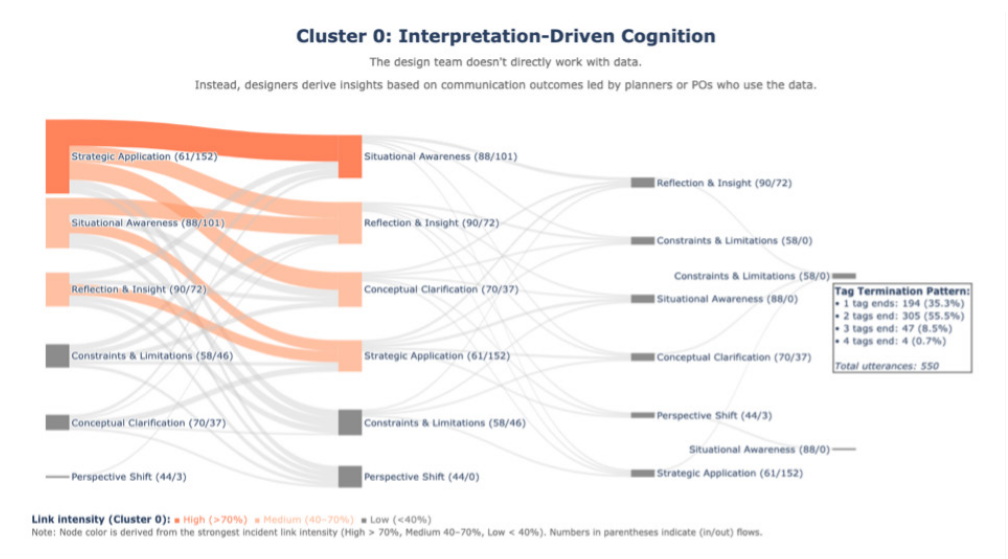 Cluster 0: Interpretation-Driven Cognition
The design team doesn't directly work with data.
Instead, designers derive insights based on communication outcomes led by planners or POs who use the data.
Strategic Application (61/152)
Situational Awareness (88/101)
Reflection & Insight (90/72)
Constraints & Limitations (58/46)
Conceptual Clarification (70/37)
Perspective Shift (44/3)
Situational Awareness (88/101)
Reflection & Insight (90/72)
Conceptual Clarification (70/37)
Strategic Application (61/152)
Constraints & Limitations (58/46)
Perspective Shift (44/0)
Reflection & Insight (90/72)
Constraints & Limitations (58/0)
Situational Awareness (88/0)
Conceptual Clarification (70/37)
Perspective Shift (44/3)
Strategic Application (61/152)
Constraints & Limitations (58/0)
Situational Awareness (88/0)
Tag Termination Pattern:
• 1 tag ends: 194 (35.3%)
• 2 tags end: 305 (55.5%)
• 3 tags end: 47 (8.5%)
• 4 tags end: 4 (0.7%)
Total utterances: 550
Link intensity (Cluster 0): ■ High (>70%) ■ Medium (40–70%) ■ Low (<40%)
Note: Node color is derived from the strongest incident link intensity (High > 70%, Medium 40–70%, Low < 40%). Numbers in parentheses indicate (in/out) flows.